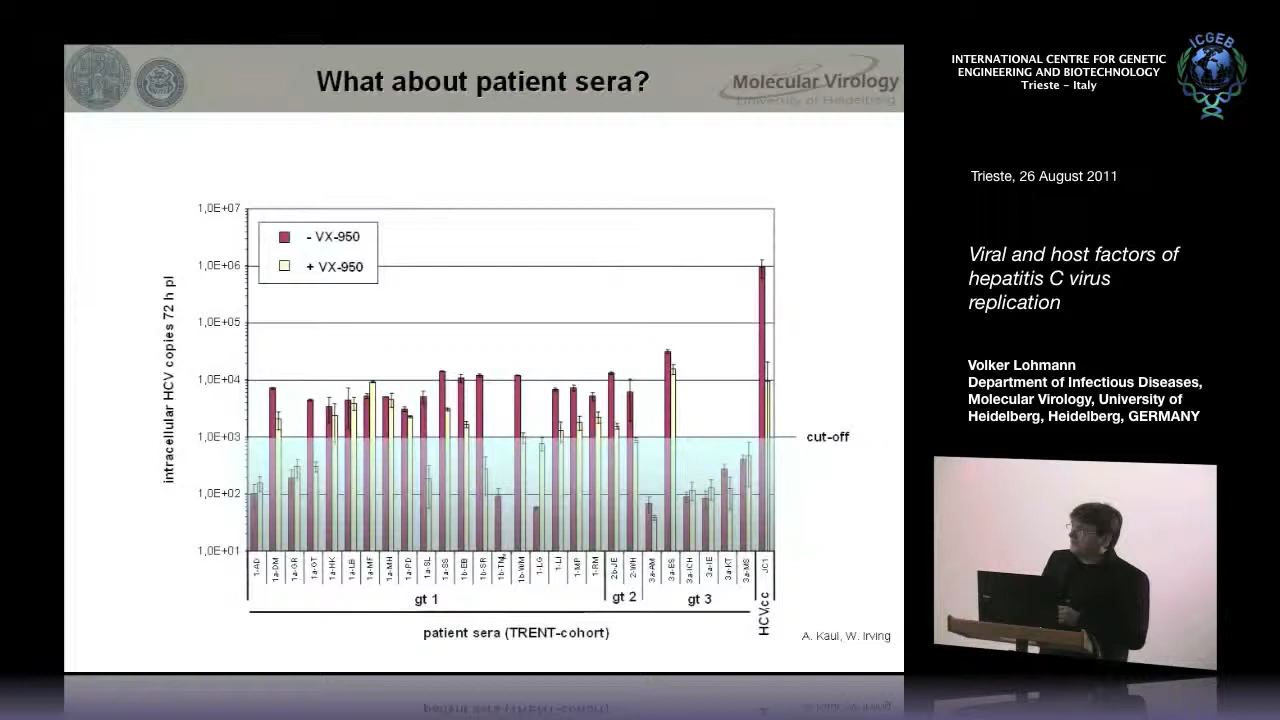 What about patient sera?
Molecular Virology
University of Heidelberg
1,0E+07
1,0E+06
1,0E+05
1,0E+04
1,0E+03
1,0E+02
1,0E+01
intracellular HCV copies 72 h pI
- VX-950
+ VX-950
cut-off
1-AD
1a-DM
1a-GR
1a-GT
1a-HK
1a-LB
1a-MF
1a-MH
1a-PD
1a-SL
1a-SS
1b-EB
1b-SR
1b-WM
1-LG
1-LI
1-MP
1-RM
2b-JE
2-WH
3a-AM
3a-ES
3a-ICH
3a-IE
3a-KT
3a-MS
JC1
gt 1
gt 2
gt 3
HCVcc
patient sera (TRENT-cohort)
A. Kaul, W. Irving
INTERNATIONAL CENTRE FOR GENETIC
ENGINEERING AND BIOTECHNOLOGY
Trieste - Italy
ICGEB
Trieste, 26 August 2011
Viral and host factors of
hepatitis C virus
replication
Volker Lohmann
Department of Infectious Diseases,
Molecular Virology, University of
Heidelberg, Heidelberg, GERMANY